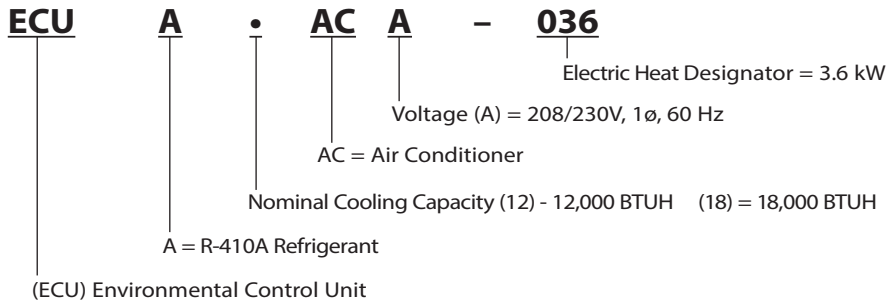 ECU A • AC A – 036
Electric Heat Designator = 3.6 kW
Voltage (A) = 208/230V, 1ø, 60 Hz
AC = Air Conditioner
Nominal Cooling Capacity (12) - 12,000 BTUH (18) = 18,000 BTUH
A = R-410A Refrigerant
(ECU) Environmental Control Unit